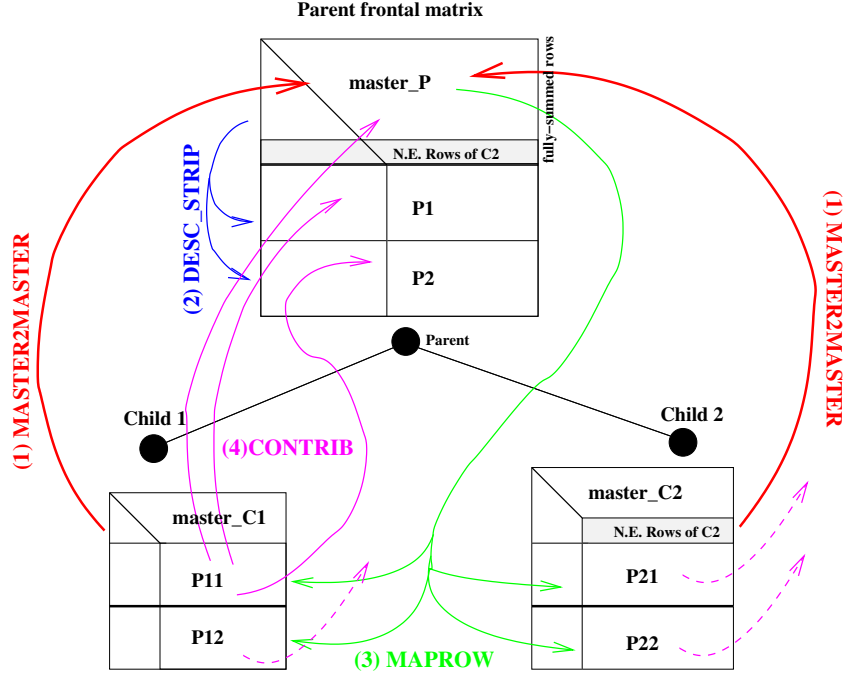 Parent frontal matrix
master_P
fully-summed rows
N.E. Rows of C2
(2) DESC_STRIP
P1
P2
(1) MASTER2MASTER
(1) MASTER2MASTER
Parent
Child 1
Child 2
(4)CONTRIB
master_C1
master_C2
N.E. Rows of C2
P11
P21
P12
P22
(3) MAPROW